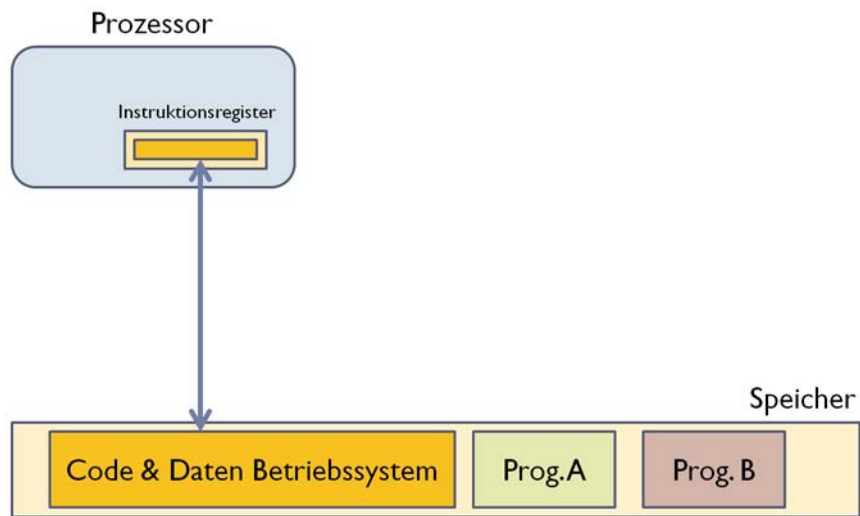 Prozessor
Instruktionsregister
Speicher
Code & Daten Betriebssystem
Prog. A
Prog. B